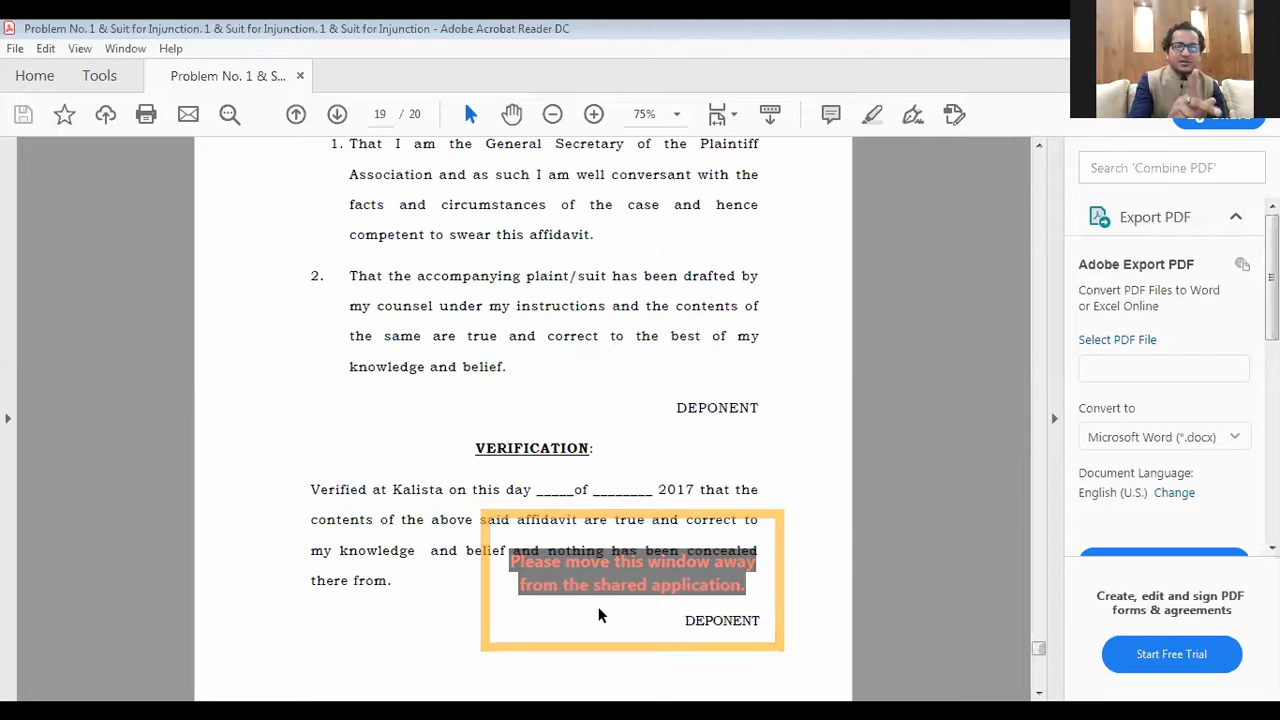 Problem No. 1 & Suit for Injunction. 1 & Suit for Injunction. 1 & Suit for Injunction - Adobe Acrobat Reader DC
File Edit View Window Help
Home Tools Problem No. 1 & S... ×
19 / 20 75%
1. That I am the General Secretary of the Plaintiff
Association and as such I am well conversant with the
facts and circumstances of the case and hence
competent to swear this affidavit.
2. That the accompanying plaint/suit has been drafted by
my counsel under my instructions and the contents of
the same are true and correct to the best of my
knowledge and belief.
DEPONENT
VERIFICATION:
Verified at Kalista on this day _____of ________ 2017 that the
contents of the above said affidavit are true and correct to
my knowledge and belief and nothing has been concealed
there from.
Please move this window away
from the shared application.
DEPONENT
Search 'Combine PDF'
Export PDF
Adobe Export PDF
Convert PDF Files to Word
or Excel Online
Select PDF File
Convert to
Microsoft Word (*.docx)
Document Language:
English (U.S.) Change
Create, edit and sign PDF
forms & agreements
Start Free Trial